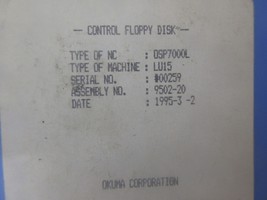 — CONTROL FLOPPY DISK —
TYPE OF NC : OSP7000L
TYPE OF MACHINE : LU15
SERIAL NO. : #00259
ASSEMBLY NO. : 9502-20
DATE : 1995-3 -2
OKUMA CORPORATION